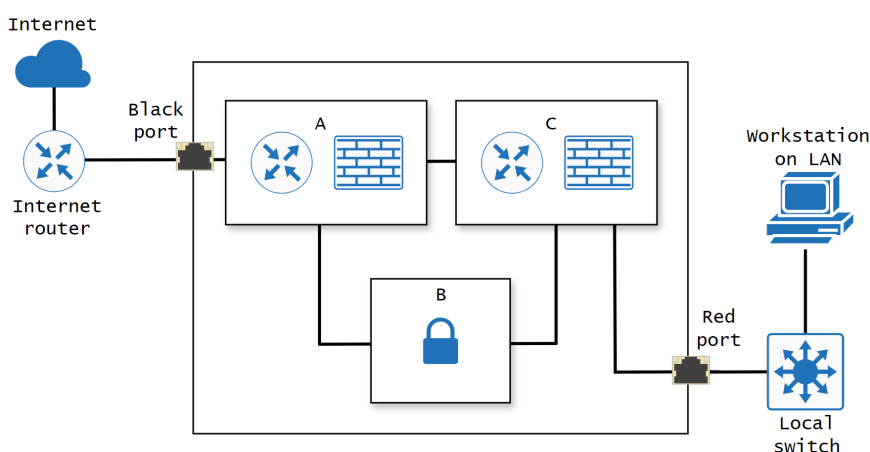 Internet
Black
port
Internet
router
A
C
B
Workstation
on LAN
Red
port
Local
switch